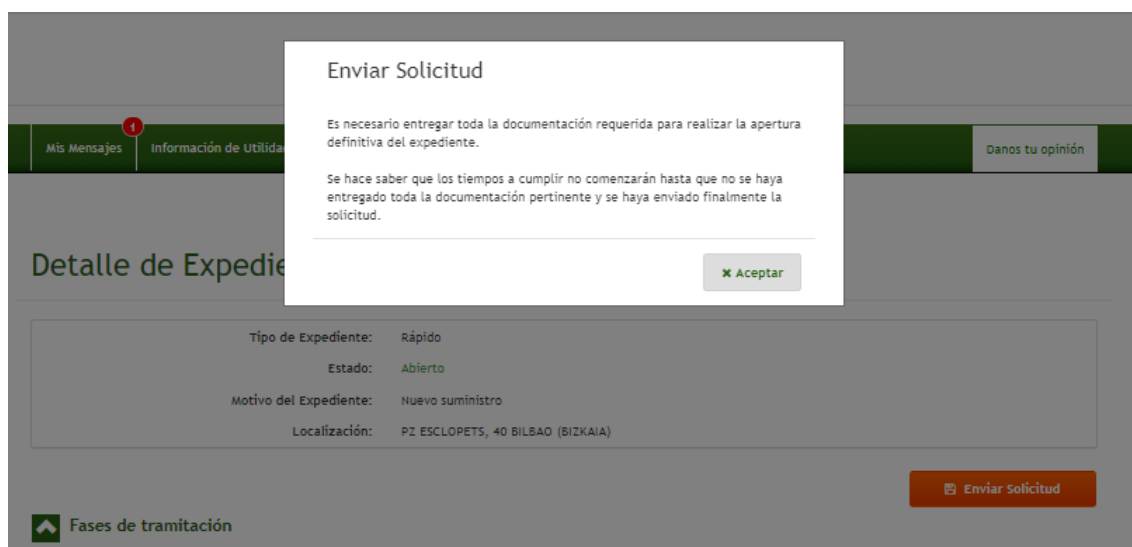 Enviar Solicitud
Es necesario entregar toda la documentación requerida para realizar la apertura
definitiva del expediente.
Se hace saber que los tiempos a cumplir no comenzarán hasta que no se haya
entregado toda la documentación pertinente y se haya enviado finalmente la
solicitud.
Aceptar
1
Mis Mensajes Información de Utilida Danos tu opinión
Detalle de Expedie
Tipo de Expediente: Rápido
Estado: Abierto
Motivo del Expediente: Nuevo suministro
Localización: PZ ESCLOPETS, 40 BILBAO (BIZKAIA)
Enviar Solicitud
Fases de tramitación